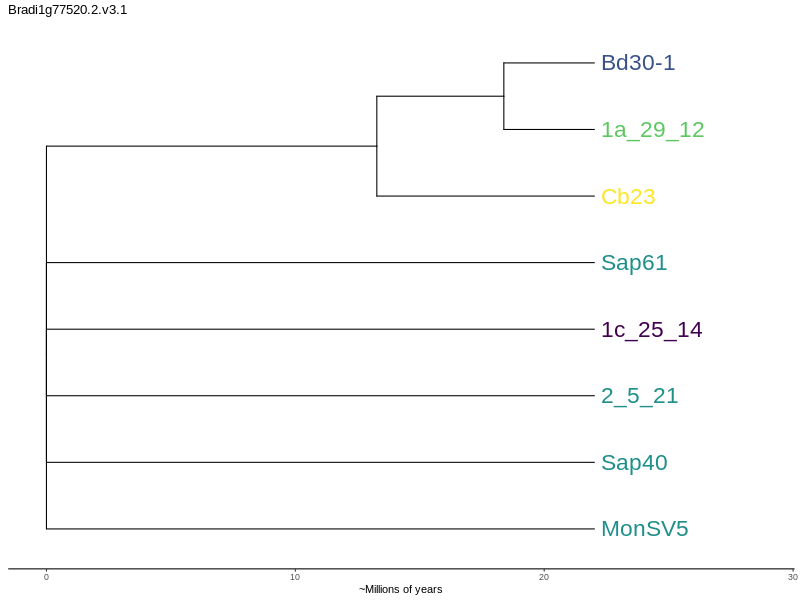 Bradi1g77520.2.v3.1
Bd30-1
1a_29_12
Cb23
Sap61
1c_25_14
2_5_21
Sap40
MonSV5
0 10 20 30
~Millions of years